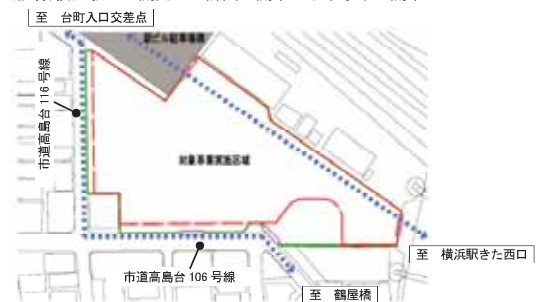 至　台町入口交差点
市道高島台116号線
対象事業実施区域
至　横浜駅きた西口
市道高島台106号線
至　鶴屋橋